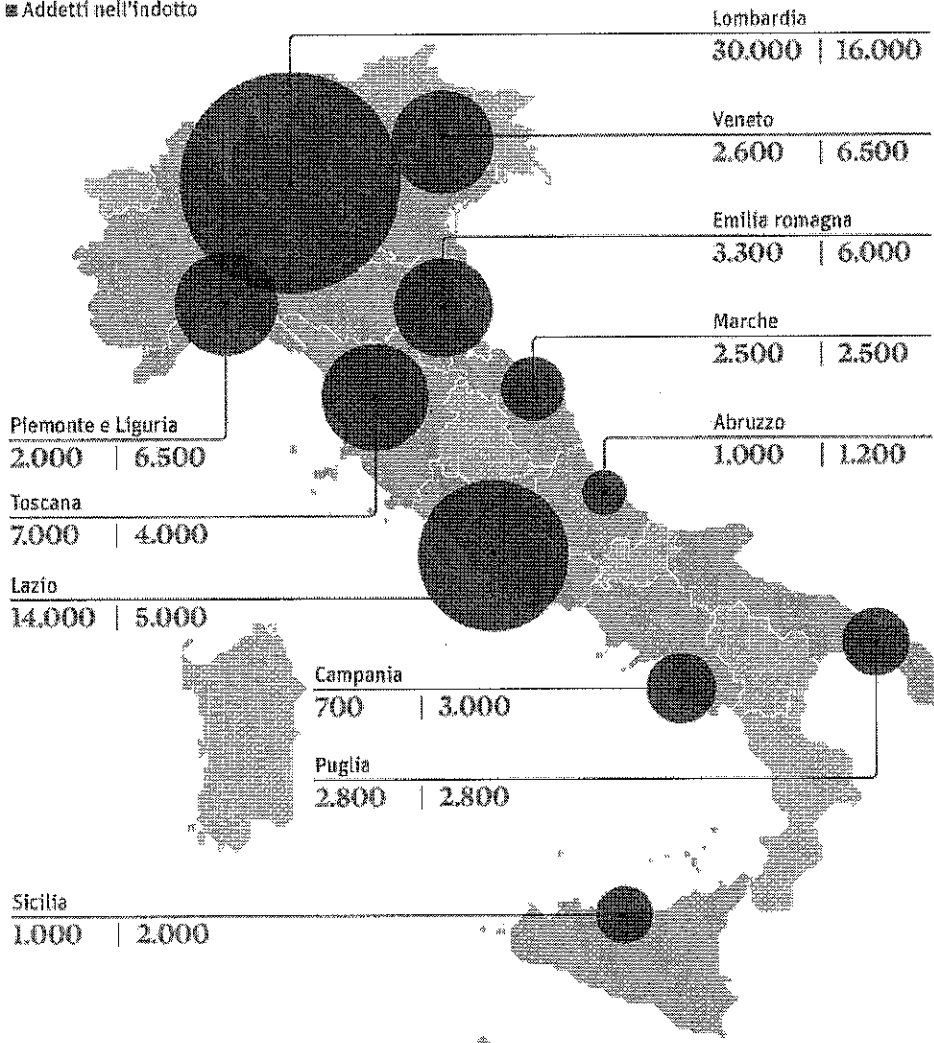 ■ Addetti nell'indotto
Lombardia
30.000 | 16.000
Veneto
2.600 | 6.500
Emilia romagna
3.300 | 6.000
Marche
2.500 | 2.500
Abruzzo
1.000 | 1.200
Piemonte e Liguria
2.000 | 6.500
Toscana
7.000 | 4.000
Lazio
14.000 | 5.000
Campania
700 | 3.000
Puglia
2.800 | 2.800
Sicilia
1.000 | 2.000